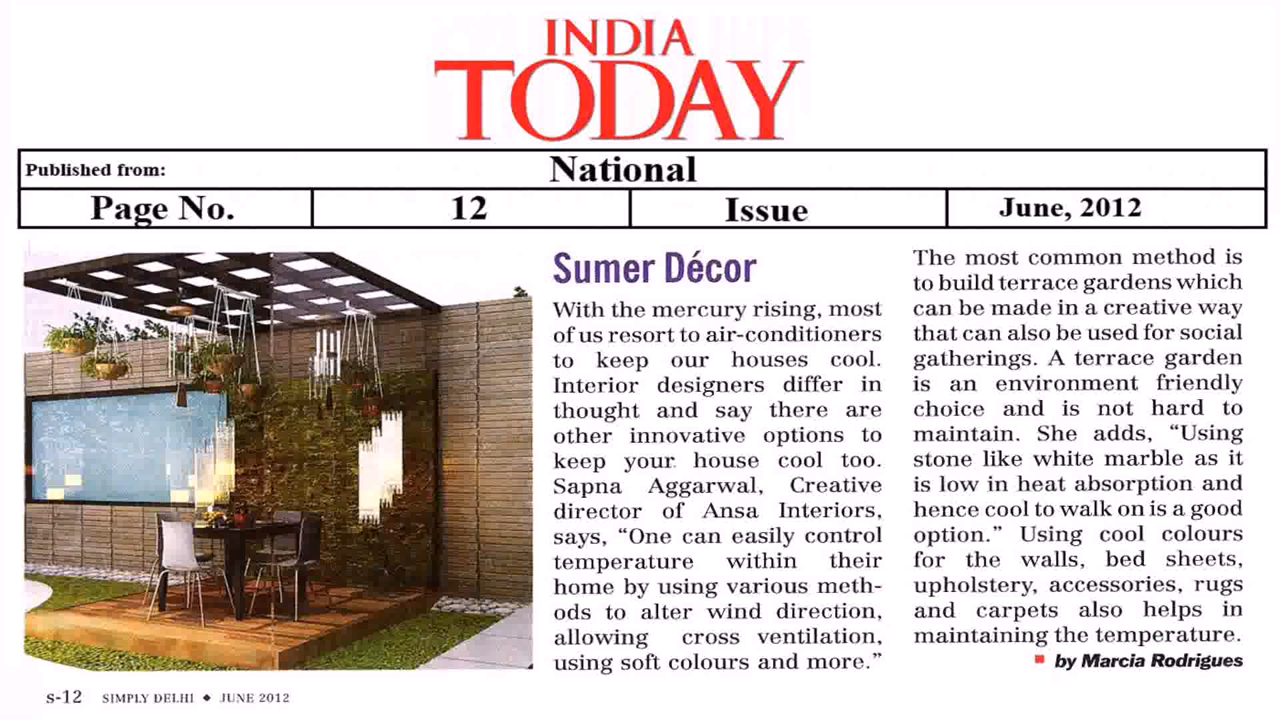 INDIA
TODAY
Published from:
National
Page No.
12
Issue
June, 2012
Sumer Décor
With the mercury rising, most
of us resort to air-conditioners
to keep our houses cool.
Interior designers differ in
thought and say there are
other innovative options to
keep your house cool too.
Sapna Aggarwal, Creative
director of Ansa Interiors,
says, “One can easily control
temperature within their
home by using various meth-
ods to alter wind direction,
allowing cross ventilation,
using soft colours and more.”
The most common method is
to build terrace gardens which
can be made in a creative way
that can also be used for social
gatherings. A terrace garden
is an environment friendly
choice and is not hard to
maintain. She adds, “Using
stone like white marble as it
is low in heat absorption and
hence cool to walk on is a good
option.” Using cool colours
for the walls, bed sheets,
upholstery, accessories, rugs
and carpets also helps in
maintaining the temperature.
by Marcia Rodrigues
S-12 SIMPLY DELHI ◆ JUNE 2012